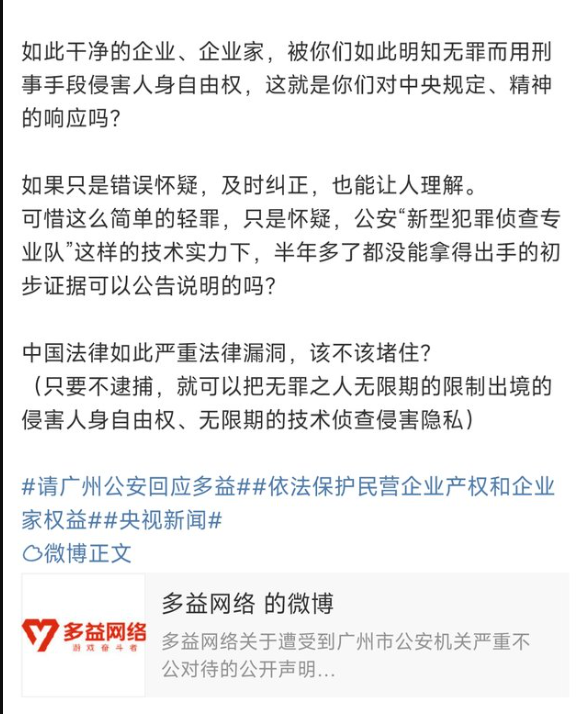 如此干净的企业、企业家，被你们如此明知无罪而用刑
事手段侵害人身自由权，这就是你们对中央规定、精神
的响应吗？
如果只是错误怀疑，及时纠正，也能让人理解。
可惜这么简单的轻罪，只是怀疑，公安“新型犯罪侦查专
业队”这样的技术实力下，半年多了都没能拿得出手的初
步证据可以公告说明的吗？
中国法律如此严重法律漏洞，该不该堵住？
（只要不逮捕，就可以把无罪之人无限期的限制出境的
侵害人身自由权、无限期的技术侦查侵害隐私）
#请广州公安回应多益##依法保护民营企业产权和企业
家权益##央视新闻#
微博正文
多益网络 的微博
多益网络
游戏奋斗者
多益网络关于遭受到广州市公安机关严重不
公对待的公开声明...